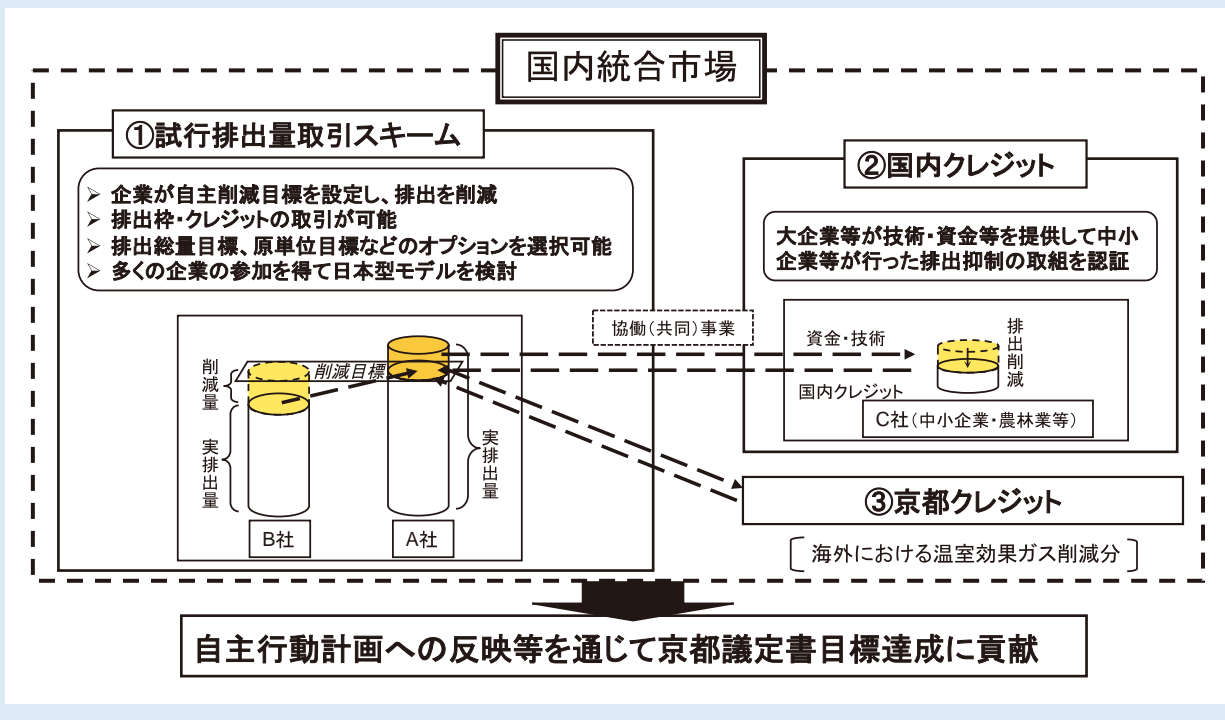 国内統合市場
①試行排出量取引スキーム
➢ 企業が自主削減目標を設定し、排出を削減
➢ 排出枠・クレジットの取引が可能
➢ 排出総量目標、原単位目標などのオプションを選択可能
➢ 多くの企業の参加を得て日本型モデルを検討
削減量
実排出量
削減目標
実排出量
B社
A社
協働(共同)事業
②国内クレジット
大企業等が技術・資金等を提供して中小
企業等が行った排出抑制の取組を認証
資金・技術
国内クレジット
排出削減
C社(中小企業・農林業等)
③京都クレジット
海外における温室効果ガス削減分
自主行動計画への反映等を通じて京都議定書目標達成に貢献